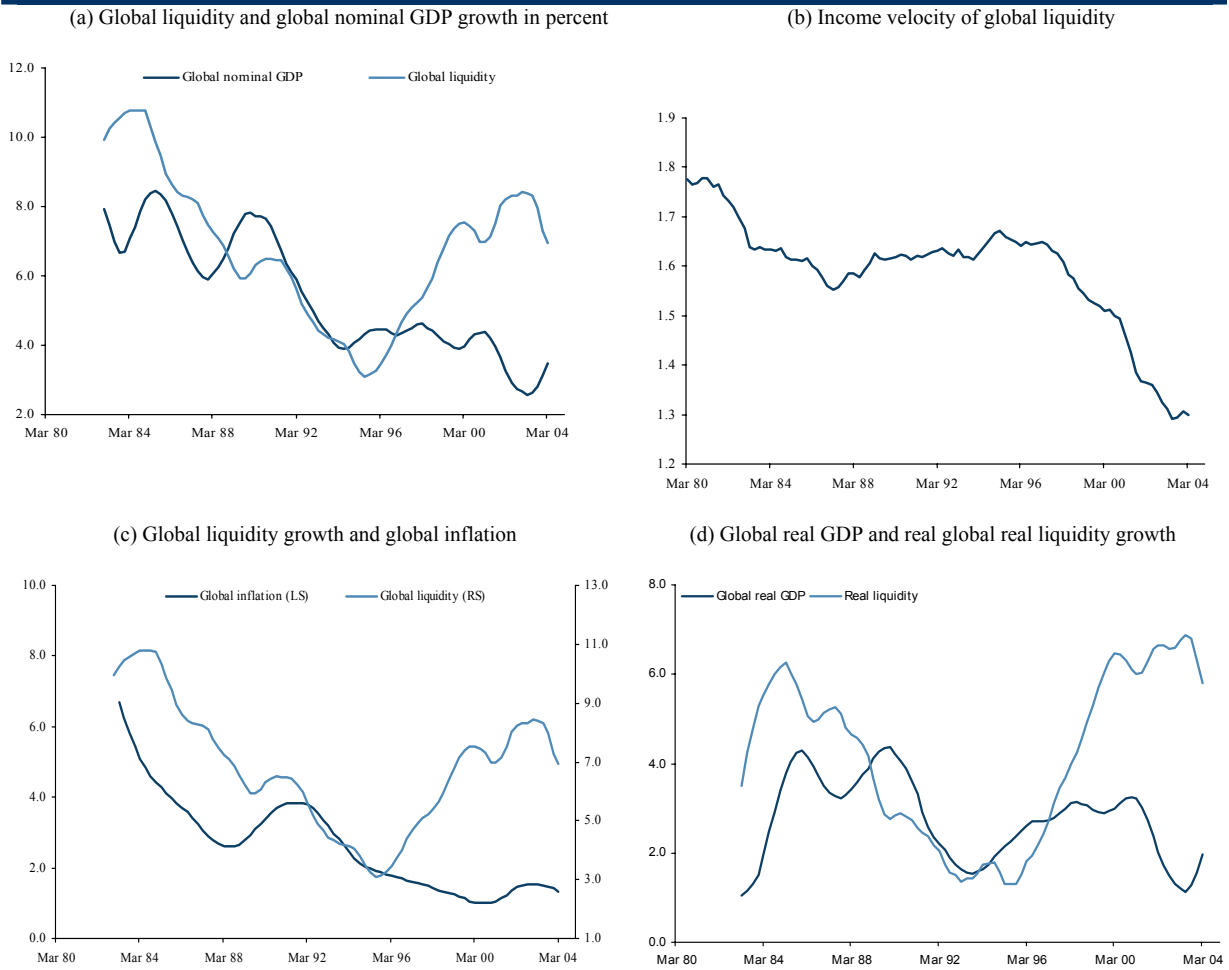 (a) Global liquidity and global nominal GDP growth in percent
Global nominal GDP Global liquidity
12.0
10.0
8.0
6.0
4.0
2.0
Mar 80 Mar 84 Mar 88 Mar 92 Mar 96 Mar 00 Mar 04
(b) Income velocity of global liquidity
1.9
1.8
1.7
1.6
1.5
1.4
1.3
1.2
Mar 80 Mar 84 Mar 88 Mar 92 Mar 96 Mar 00 Mar 04
(c) Global liquidity growth and global inflation
Global inflation (LS) Global liquidity (RS)
10.0
8.0
6.0
4.0
2.0
0.0
13.0
11.0
9.0
7.0
5.0
3.0
1.0
Mar 80 Mar 84 Mar 88 Mar 92 Mar 96 Mar 00 Mar 04
(d) Global real GDP and real global real liquidity growth
Global real GDP Real liquidity
8.0
6.0
4.0
2.0
0.0
Mar 80 Mar 84 Mar 88 Mar 92 Mar 96 Mar 00 Mar 04